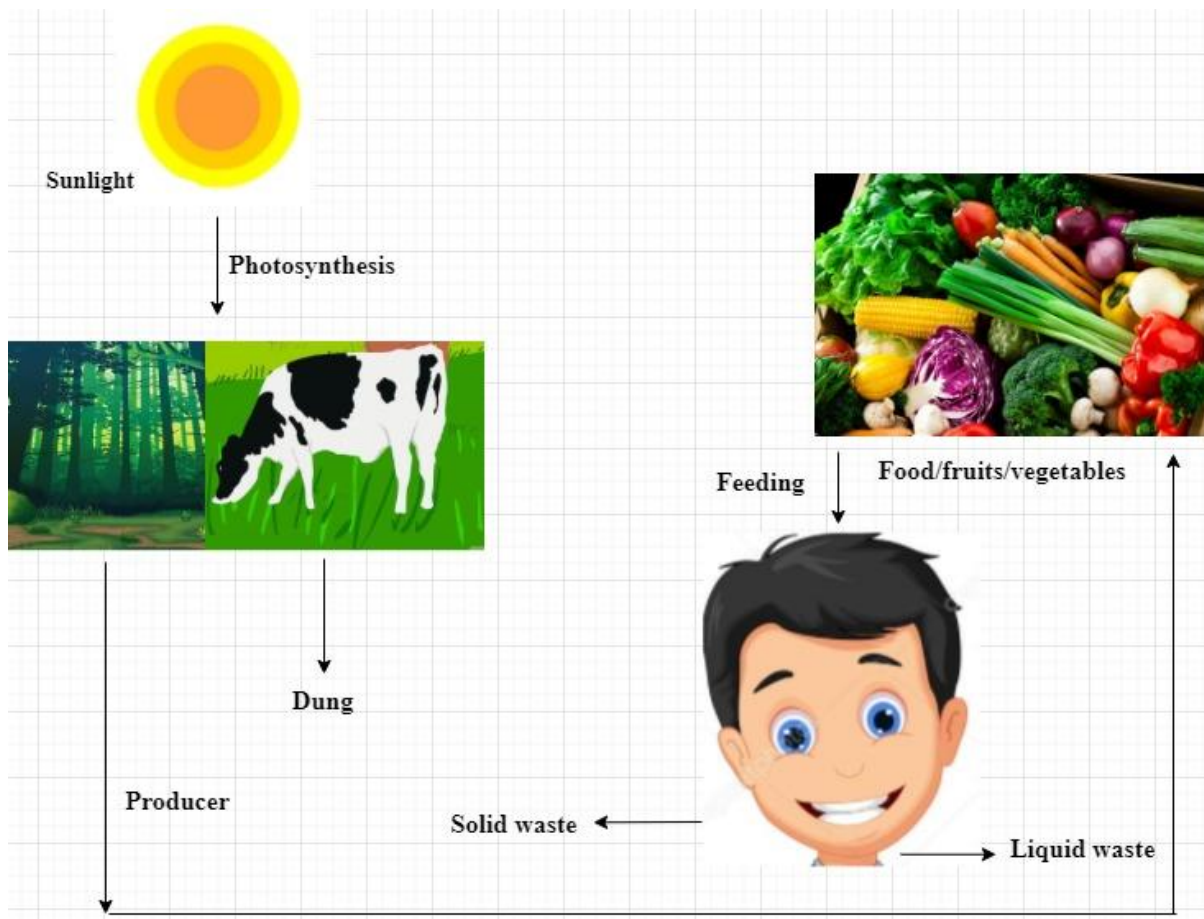 Sunlight
Photosynthesis
Feeding
Food/fruits/vegetables
Dung
Producer
Solid waste
Liquid waste